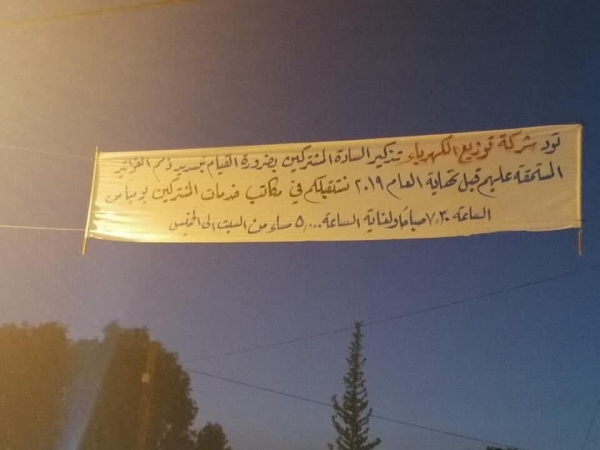 تود شركة توزيع الكهرباء تذكير السادة المشتركين بضرورة القيام بتسديد ذمم الفواتير
المستحقة عليهم قبل نهاية العام ٢٠١٩ نستقبلكم في مكاتب خدمات المشتركين يومياً من
الساعة ٧,٣٠ صباحاً ولغاية الساعة ٥,٠٠ مساء من السبت الى الخميس